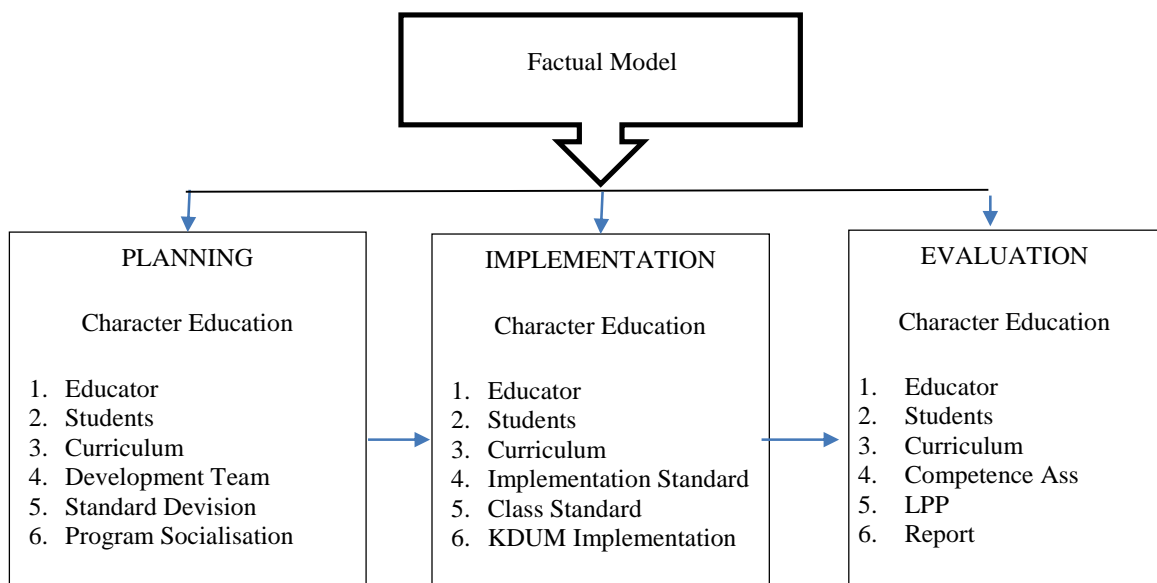 Factual Model
PLANNING
Character Education
1. Educator
2. Students
3. Curriculum
4. Development Team
5. Standard Devision
6. Program Socialisation
IMPLEMENTATION
Character Education
1. Educator
2. Students
3. Curriculum
4. Implementation Standard
5. Class Standard
6. KDUM Implementation
EVALUATION
Character Education
1. Educator
2. Students
3. Curriculum
4. Competence Ass
5. LPP
6. Report